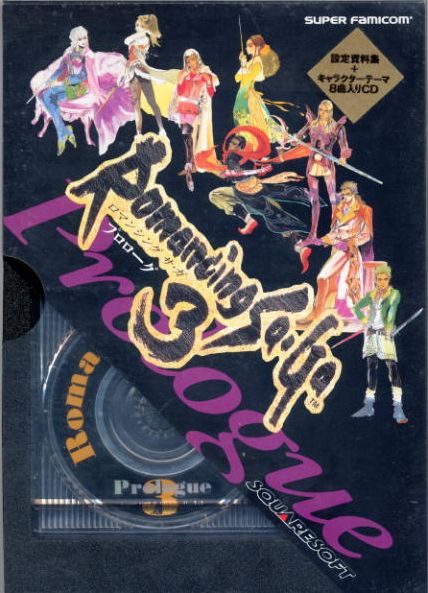 SUPER FAMICOM®
設定資料集
+
キャラクターテーマ
8曲入りCD
Romancing Sa·Ga™
ロマンシング サ・ガ
3
プロローグ
Prologue
Roma
Prologue
3
SQUARESOFT